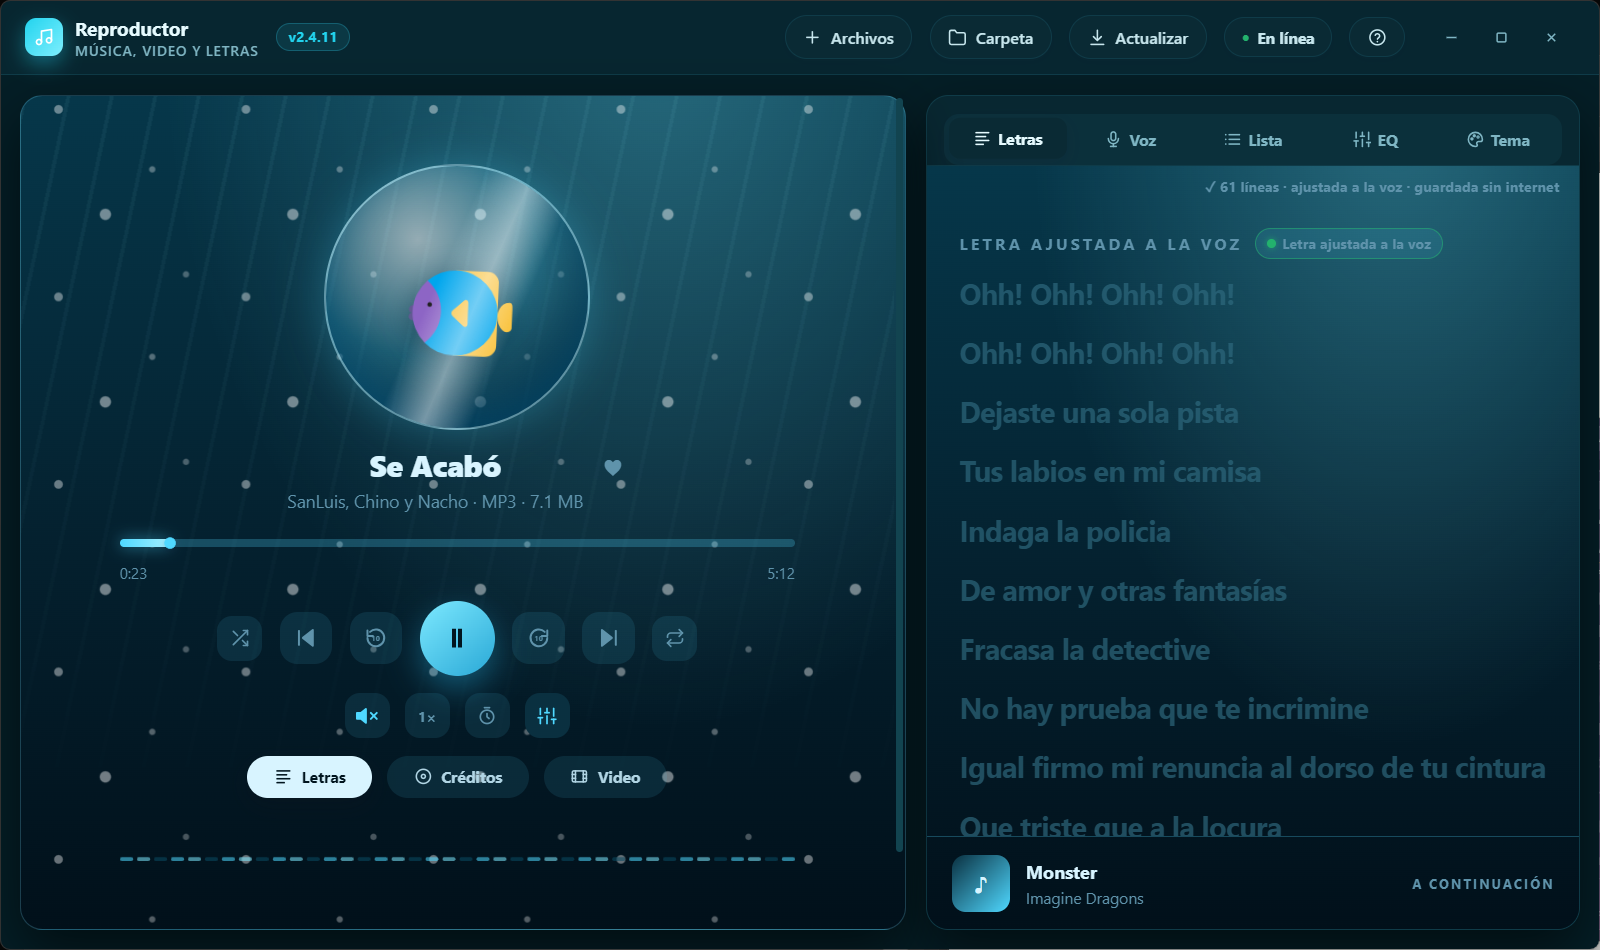 Reproductor
MÚSICA, VIDEO Y LETRAS
v2.4.11
Archivos
Carpeta
Actualizar
En línea
Se Acabó
SanLuis, Chino y Nacho · MP3 · 7.1 MB
0:23
5:12
10
10
1×
Letras
Créditos
Video
Letras
Voz
Lista
EQ
Tema
✓ 61 líneas · ajustada a la voz · guardada sin internet
LETRA AJUSTADA A LA VOZ
Letra ajustada a la voz
Ohh! Ohh! Ohh! Ohh!
Ohh! Ohh! Ohh! Ohh!
Dejaste una sola pista
Tus labios en mi camisa
Indaga la policia
De amor y otras fantasías
Fracasa la detective
No hay prueba que te incrimine
Igual firmo mi renuncia al dorso de tu cintura
Que triste que a la locura
Monster
Imagine Dragons
A CONTINUACIÓN